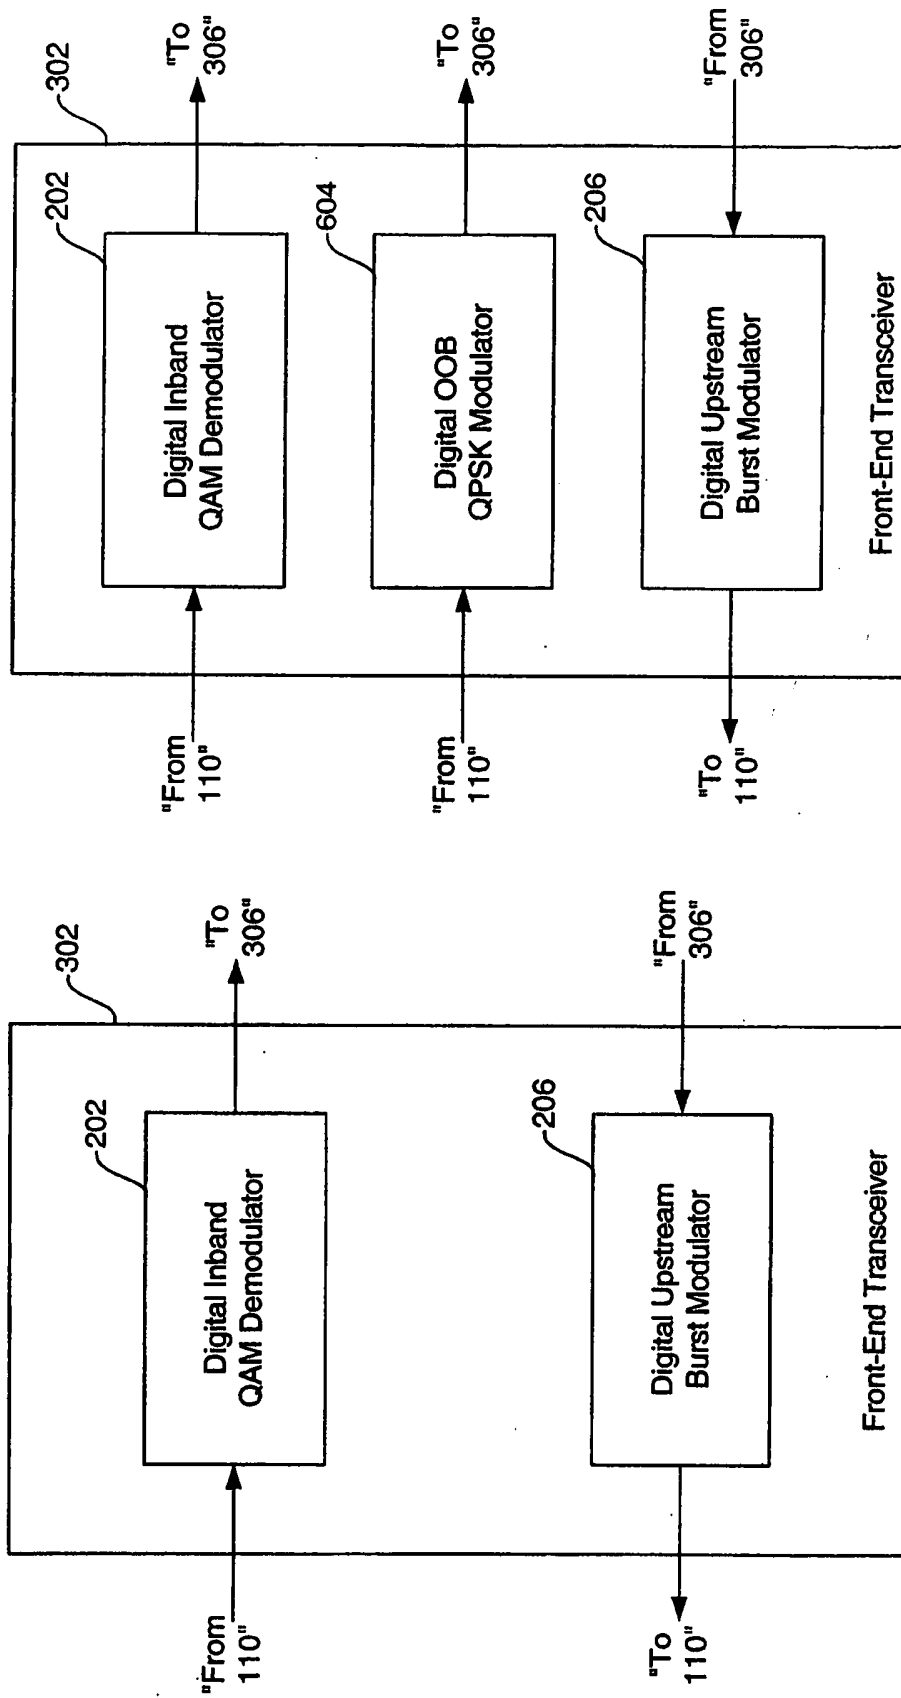 302
202
"From
110"
Digital Inband
QAM Demodulator
"To
306"
206
"To
110"
Digital Upstream
Burst Modulator
"From
306"
Front-End Transceiver
302
202
"From
110"
Digital Inband
QAM Demodulator
"To
306"
604
"From
110"
Digital OOB
QPSK Modulator
"To
306"
206
"To
110"
Digital Upstream
Burst Modulator
"From
306"
Front-End Transceiver